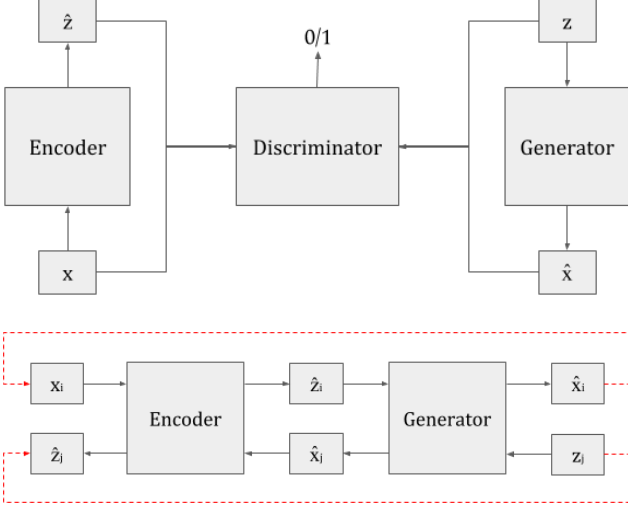 ẑ
z
0/1
Encoder
Discriminator
Generator
x
x̂
xᵢ
ẑᵢ
x̂ᵢ
Encoder
Generator
ẑⱼ
x̂ⱼ
zⱼ